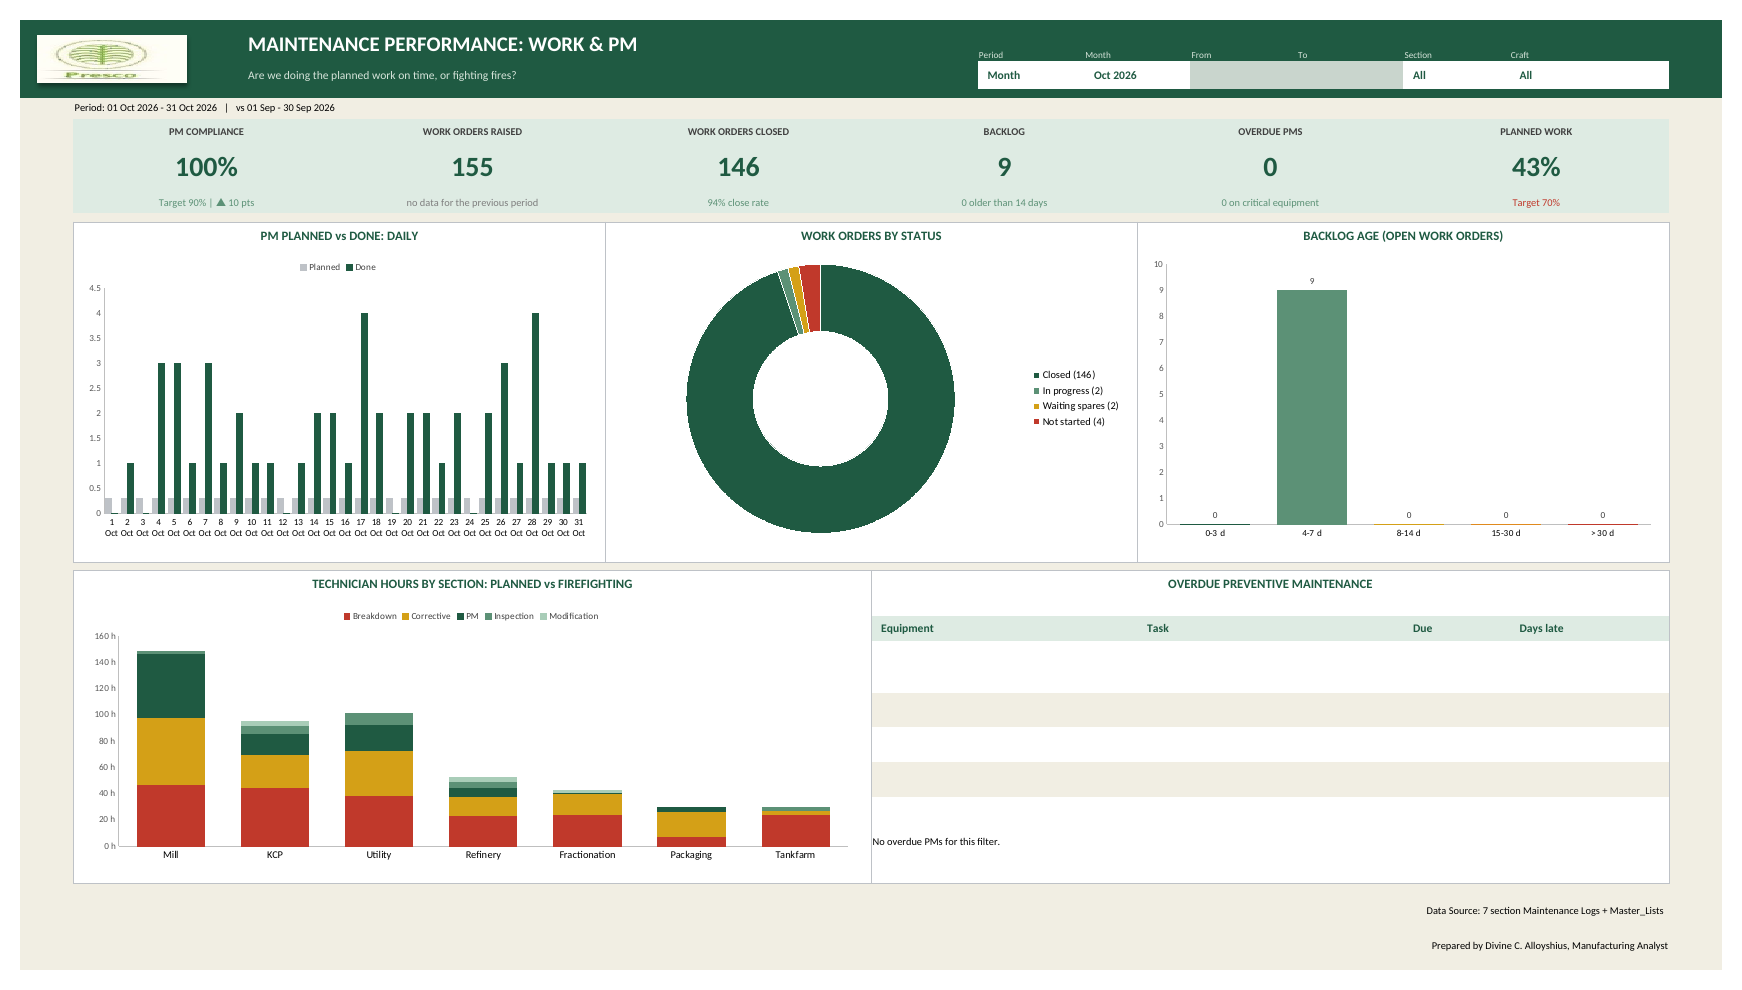 Presco
MAINTENANCE PERFORMANCE: WORK & PM
Are we doing the planned work on time, or fighting fires?
Period Month From To Section Craft
Month Oct 2026 All All
Period: 01 Oct 2026 - 31 Oct 2026 | vs 01 Sep - 30 Sep 2026
PM COMPLIANCE WORK ORDERS RAISED WORK ORDERS CLOSED BACKLOG OVERDUE PMS PLANNED WORK
100% 155 146 9 0 43%
Target 90% | ▲ 10 pts no data for the previous period 94% close rate 0 older than 14 days 0 on critical equipment Target 70%
PM PLANNED vs DONE: DAILY
Planned Done
4.5
4
3.5
3
2.5
2
1.5
1
0.5
0
1 2 3 4 5 6 7 8 9 10 11 12 13 14 15 16 17 18 19 20 21 22 23 24 25 26 27 28 29 30 31
Oct Oct Oct Oct Oct Oct Oct Oct Oct Oct Oct Oct Oct Oct Oct Oct Oct Oct Oct Oct Oct Oct Oct Oct Oct Oct Oct Oct Oct Oct Oct
WORK ORDERS BY STATUS
Closed (146)
In progress (2)
Waiting spares (2)
Not started (4)
BACKLOG AGE (OPEN WORK ORDERS)
10
9
8
7
6
5
4
3
2
1
0
0 9 0 0 0
0-3 d 4-7 d 8-14 d 15-30 d >30 d
TECHNICIAN HOURS BY SECTION: PLANNED vs FIREFIGHTING
Breakdown Corrective PM Inspection Modification
160 h
140 h
120 h
100 h
80 h
60 h
40 h
20 h
0 h
Mill KCP Utility Refinery Fractionation Packaging Tankfarm
OVERDUE PREVENTIVE MAINTENANCE
Equipment Task Due Days late
No overdue PMs for this filter.
Data Source: 7 section Maintenance Logs + Master_Lists
Prepared by Divine C. Alloyshius, Manufacturing Analyst